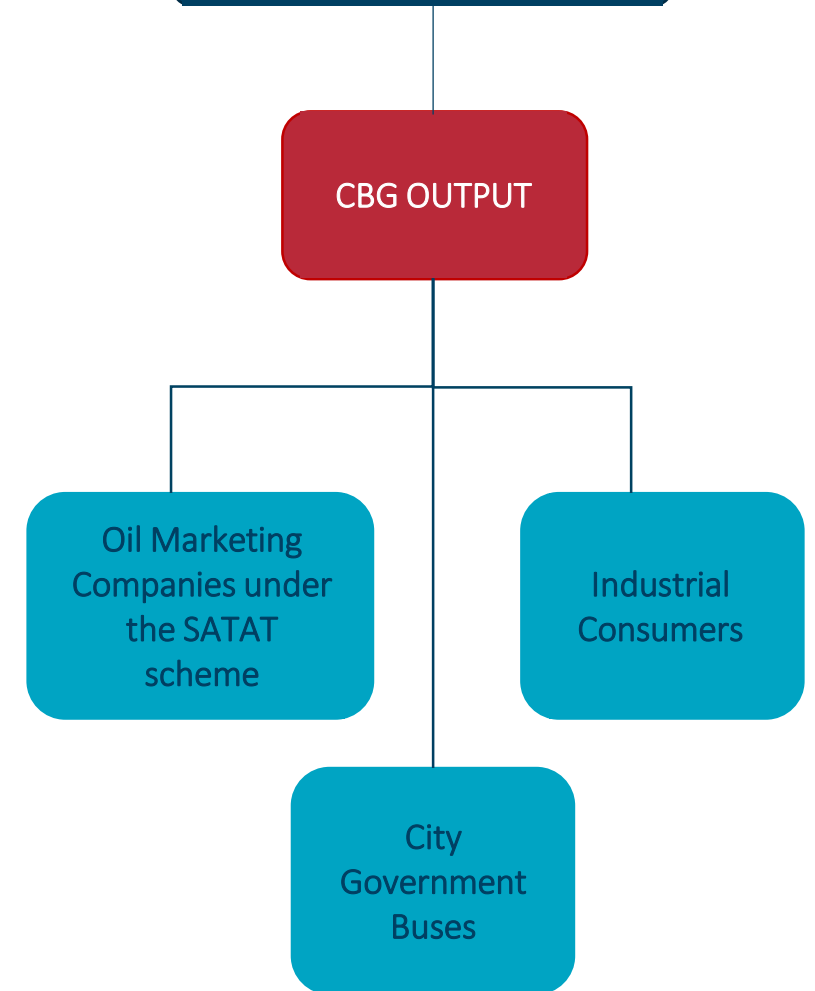 CBG OUTPUT
Oil Marketing
Companies under
the SATAT
scheme
Industrial
Consumers
City
Government
Buses